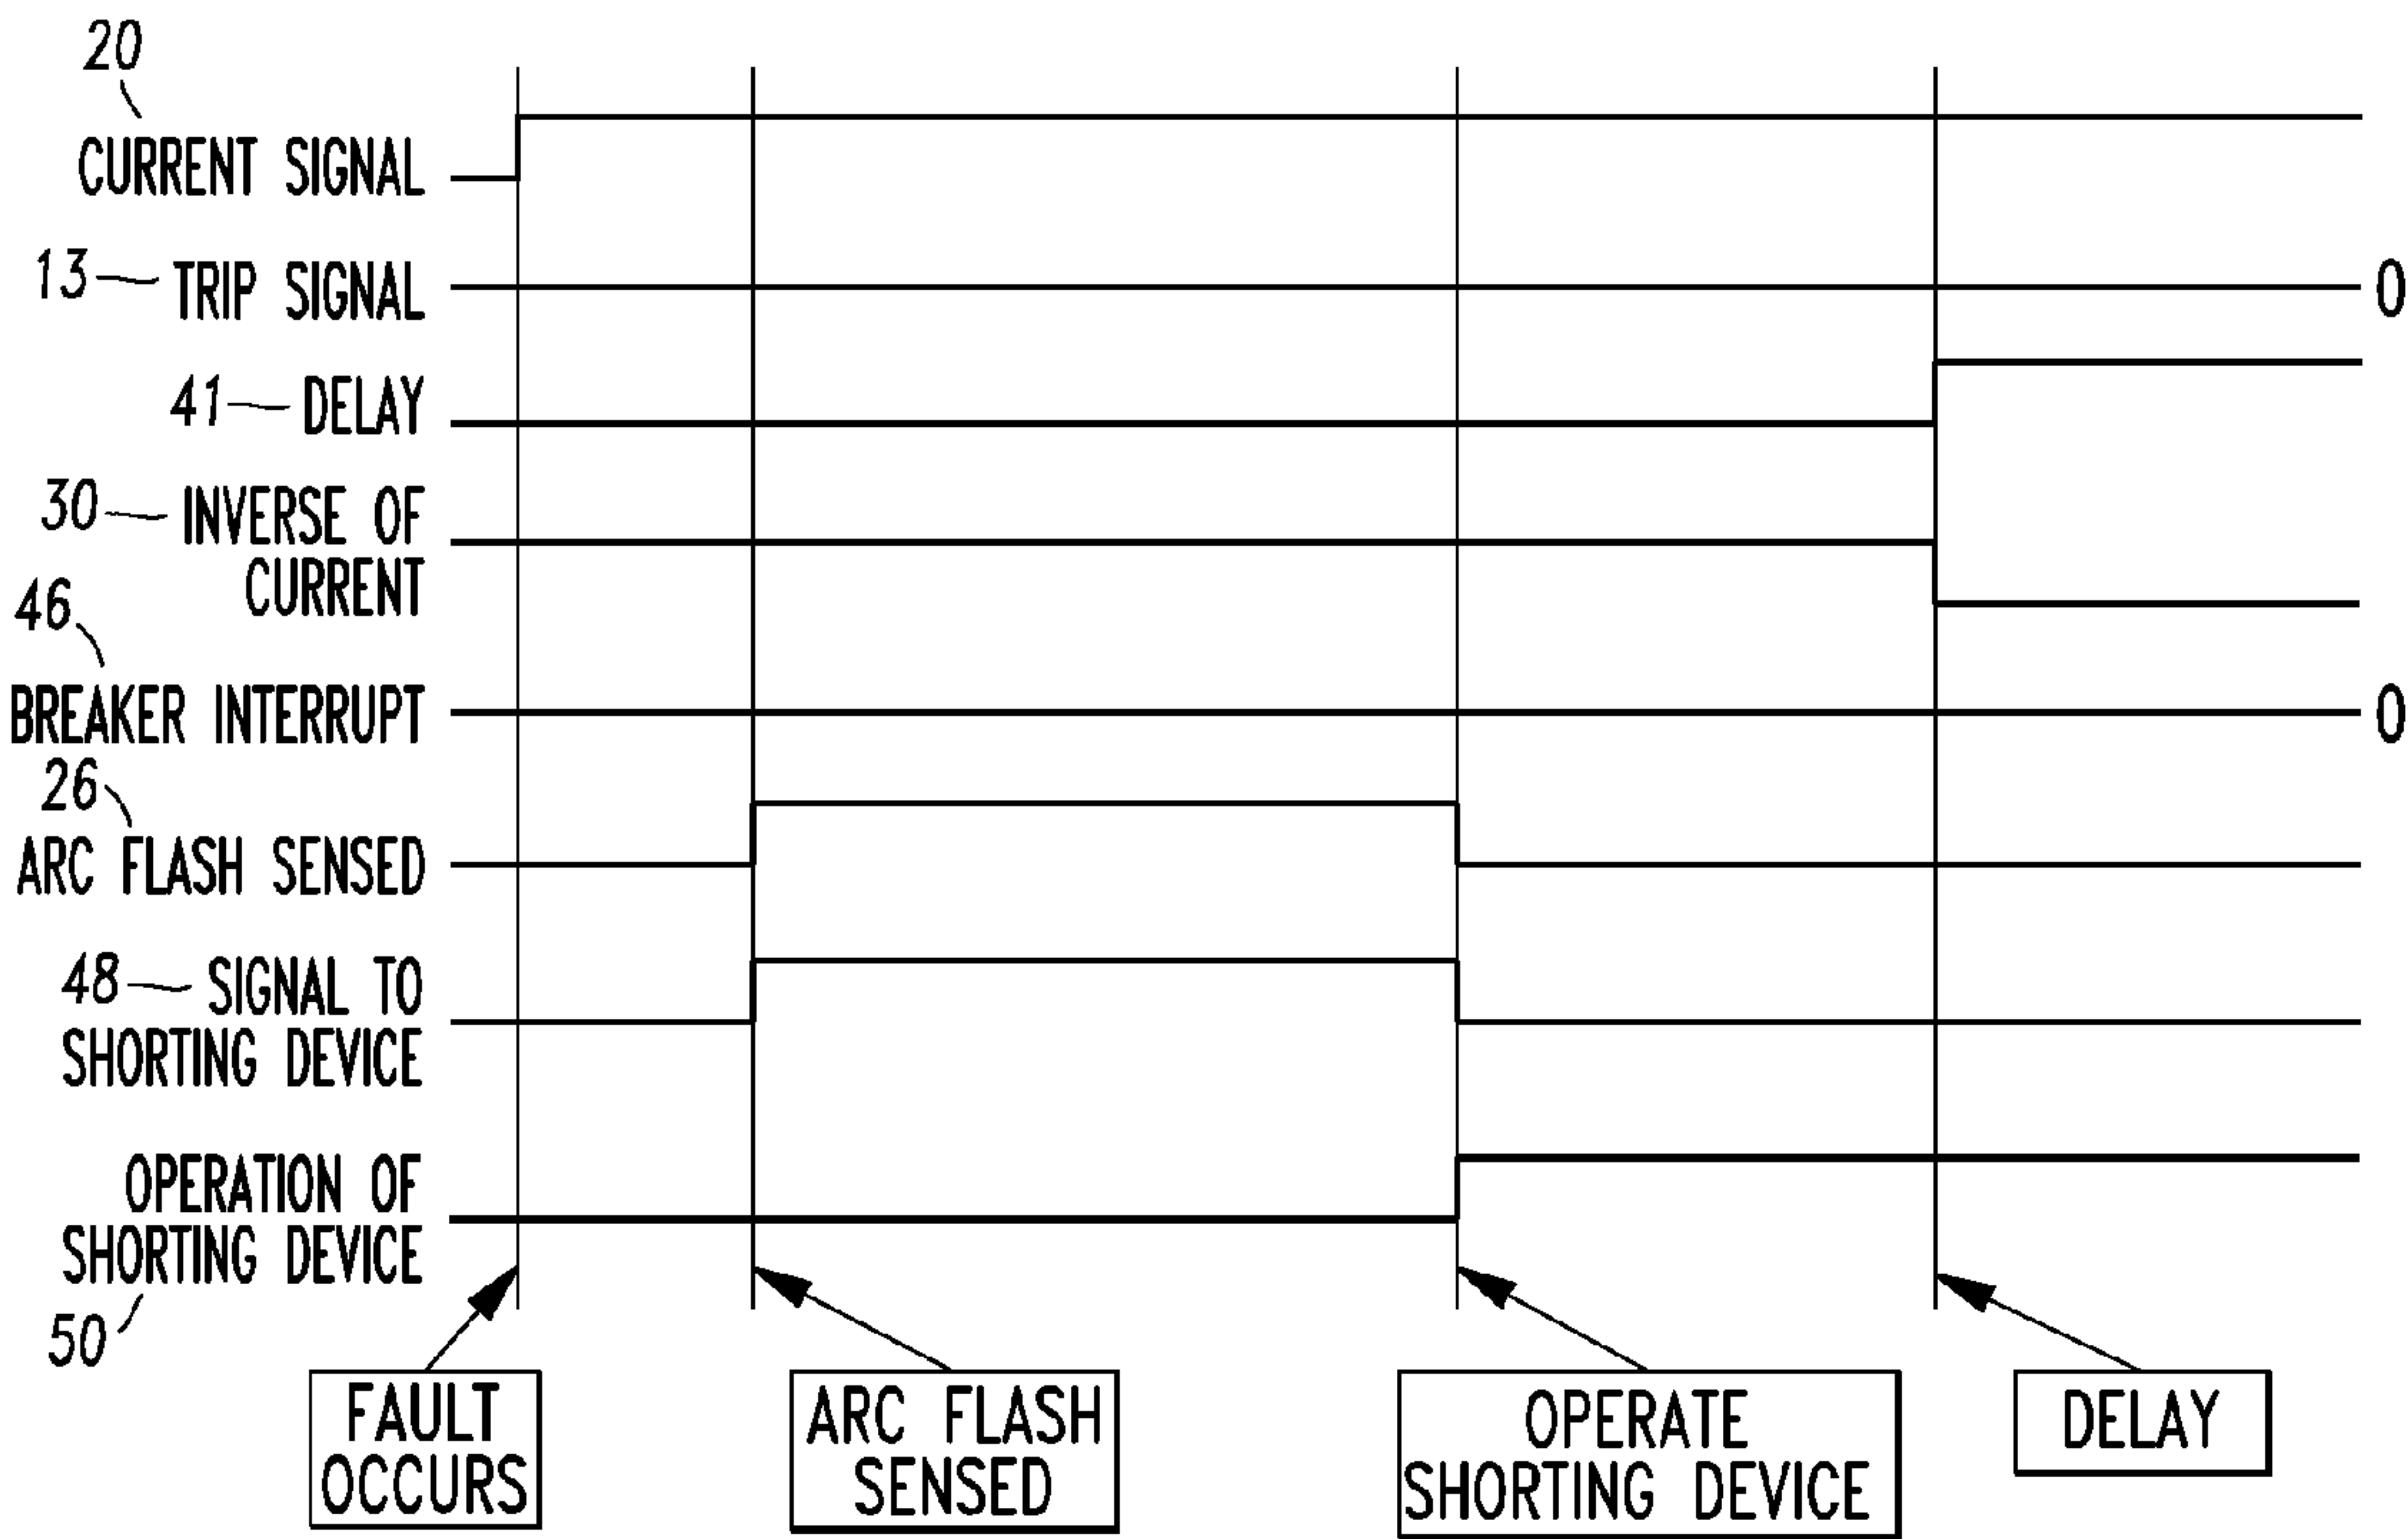 20
CURRENT SIGNAL
13 TRIP SIGNAL 0
41 DELAY
30 INVERSE OF
CURRENT
46
BREAKER INTERRUPT 0
26
ARC FLASH SENSED
48 SIGNAL TO
SHORTING DEVICE
OPERATION OF
SHORTING DEVICE
50
FAULT
OCCURS
ARC FLASH
SENSED
OPERATE
SHORTING DEVICE
DELAY